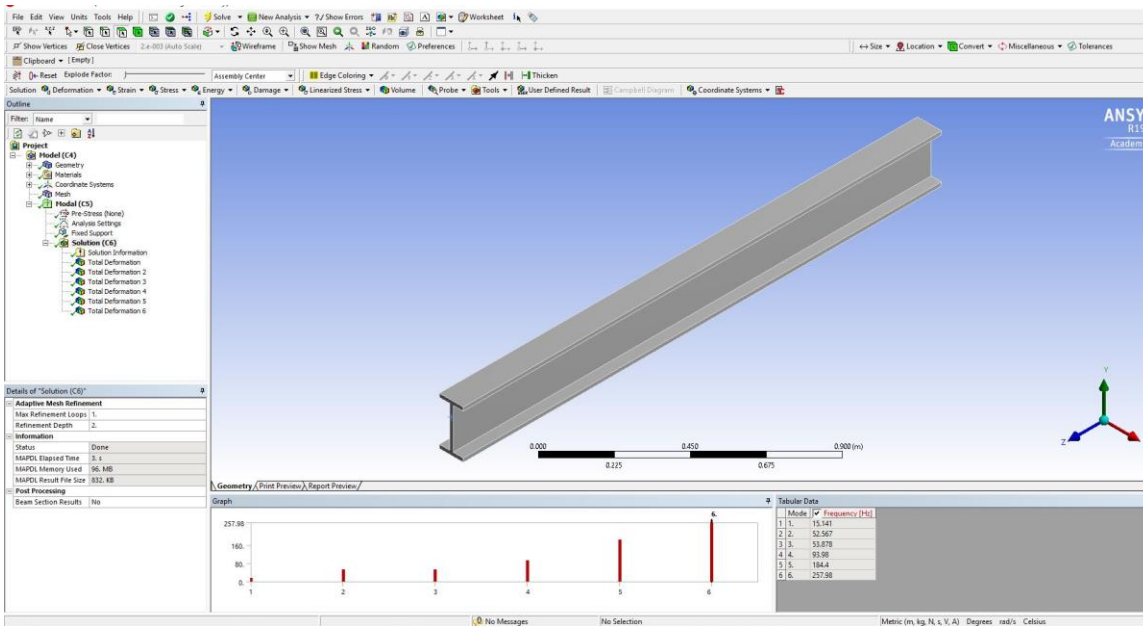 File Edit View Units Tools Help Solve New Analysis ?/ Show Errors Worksheet
Show Vertices Close Vertices 2.e-003 (Auto Scale) Wireframe Show Mesh Random Preferences Size Location Convert Miscellaneous Tolerances
Clipboard [Empty]
Reset Explode Factor: Assembly Center Edge Coloring Thicken
Solution Deformation Strain Stress Energy Damage Linearized Stress Volume Probe Tools User Defined Result Campbell Diagram Coordinate Systems
Outline
Filter: Name
Project
Model (C4)
Geometry
Materials
Coordinate Systems
Mesh
Modal (C5)
Pre-Stress (None)
Analysis Settings
Fixed Support
Solution (C6)
Solution Information
Total Deformation
Total Deformation 2
Total Deformation 3
Total Deformation 4
Total Deformation 5
Total Deformation 6
ANSY
R19
Academ
Y
Z
0.000 0.450 0.900 (m)
0.225 0.675
Details of "Solution (C6)"
Adaptive Mesh Refinement
Max Refinement Loops 1.
Refinement Depth 2.
Information
Status Done
MAPDL Elapsed Time 3. s
MAPDL Memory Used 96. MB
MAPDL Result File Size 832. KB
Post Processing
Beam Section Results No
Geometry Print Preview Report Preview
Graph
6.
257.98
160.
80.
0.
1 2 3 4 5 6
Tabular Data
Mode Frequency [Hz]
1 1. 15.141
2 2. 52.567
3 3. 53.878
4 4. 93.98
5 5. 184.4
6 6. 257.98
No Messages No Selection Metric (m, kg, N, s, V, A) Degrees rad/s Celsius